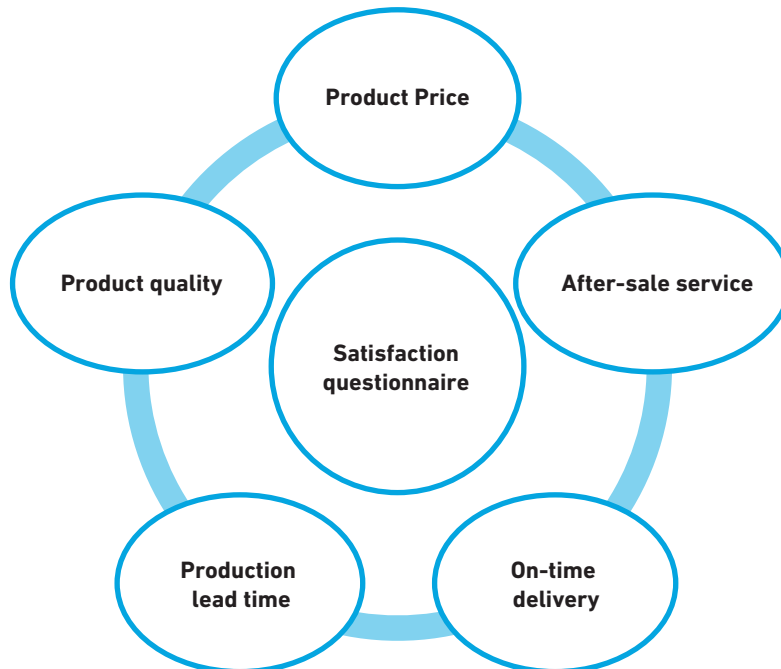 Product Price
Product quality
After-sale service
Satisfaction
questionnaire
Production
lead time
On-time
delivery